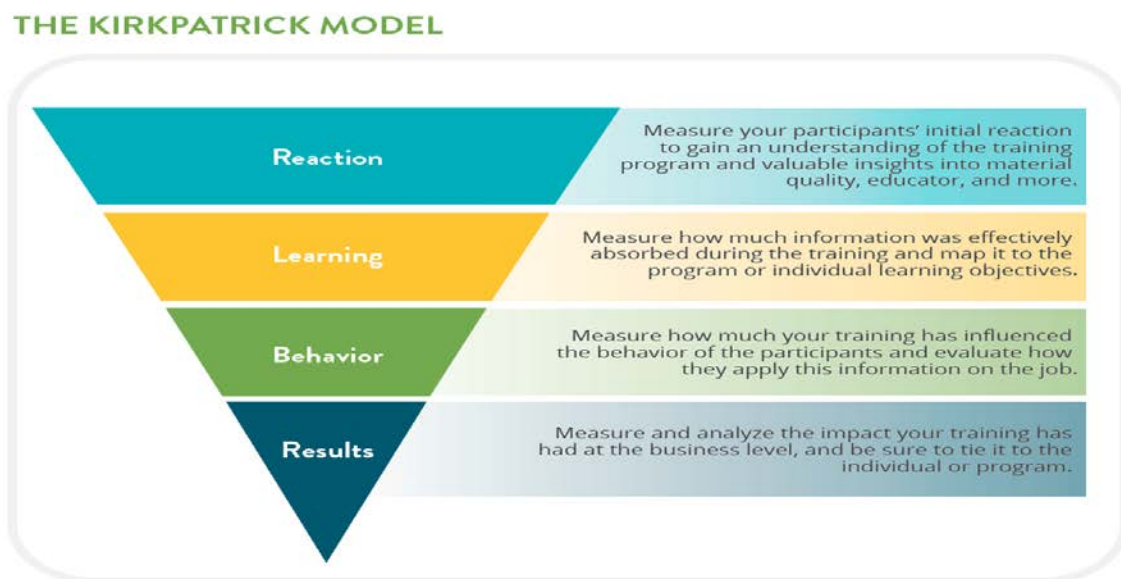 THE KIRKPATRICK MODEL
Reaction
Measure your participants' initial reaction
to gain an understanding of the training
program and valuable insights into material
quality, educator, and more.
Learning
Measure how much information was effectively
absorbed during the training and map it to the
program or individual learning objectives.
Behavior
Measure how much your training has influenced
the behavior of the participants and evaluate how
they apply this information on the job.
Results
Measure and analyze the impact your training has
had at the business level, and be sure to tie it to the
individual or program.